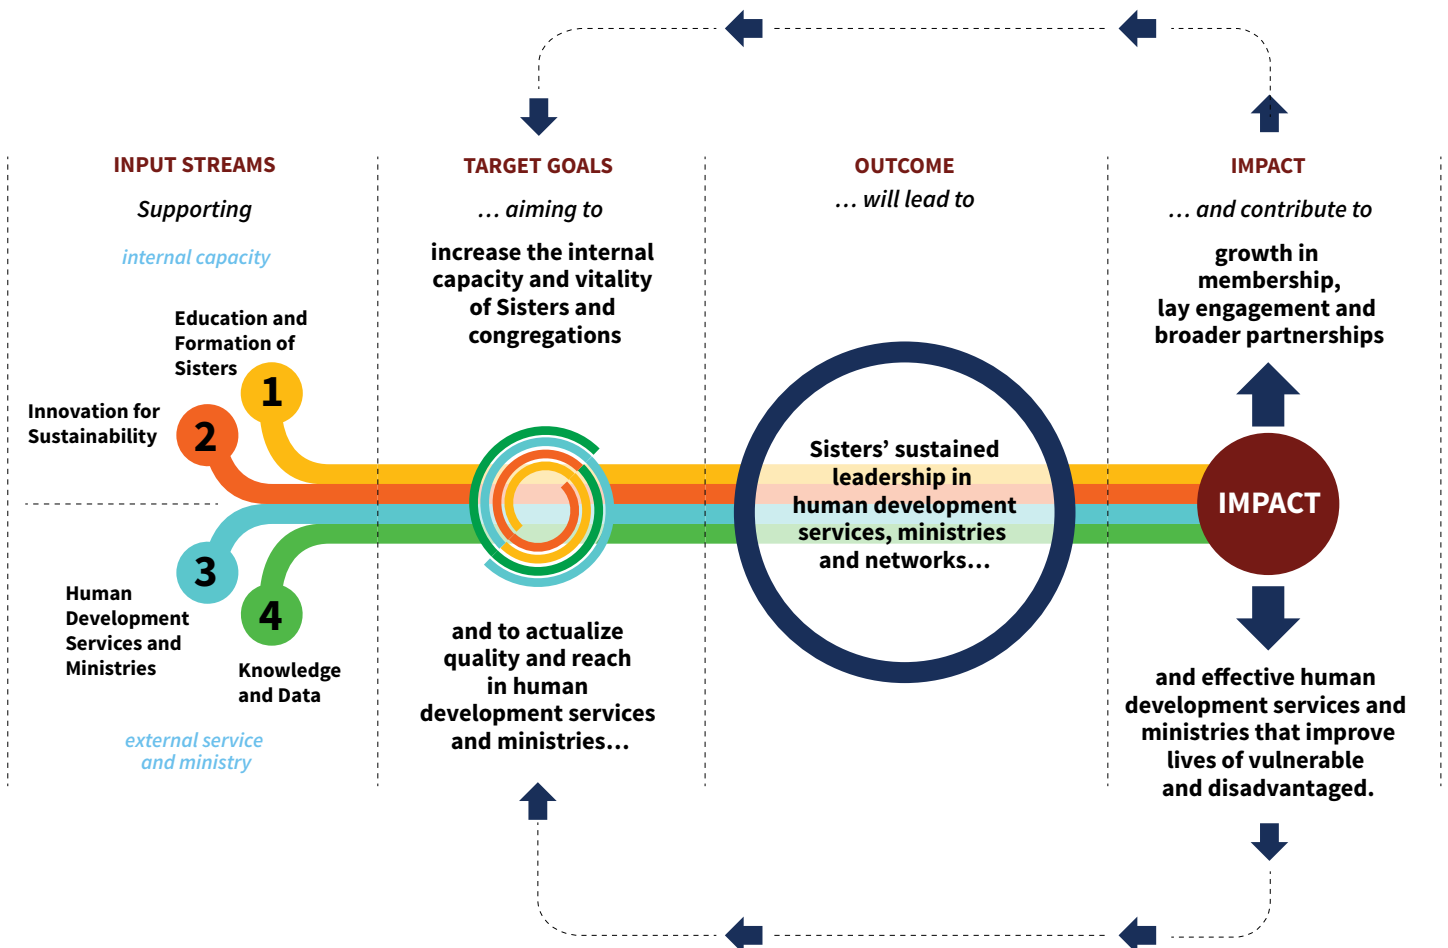 INPUT STREAMS
Supporting
internal capacity
Education and
Formation of
Sisters
1
Innovation for
Sustainability
2
3
Human
Development
Services and
Ministries
4
Knowledge
and Data
external service
and ministry
TARGET GOALS
… aiming to
increase the internal
capacity and vitality
of Sisters and
congregations
and to actualize
quality and reach
in human
development services
and ministries…
OUTCOME
… will lead to
Sisters’ sustained
leadership in
human development
services, ministries
and networks…
IMPACT
… and contribute to
growth in
membership,
lay engagement and
broader partnerships
IMPACT
and effective human
development services and
ministries that improve
lives of vulnerable
and disadvantaged.